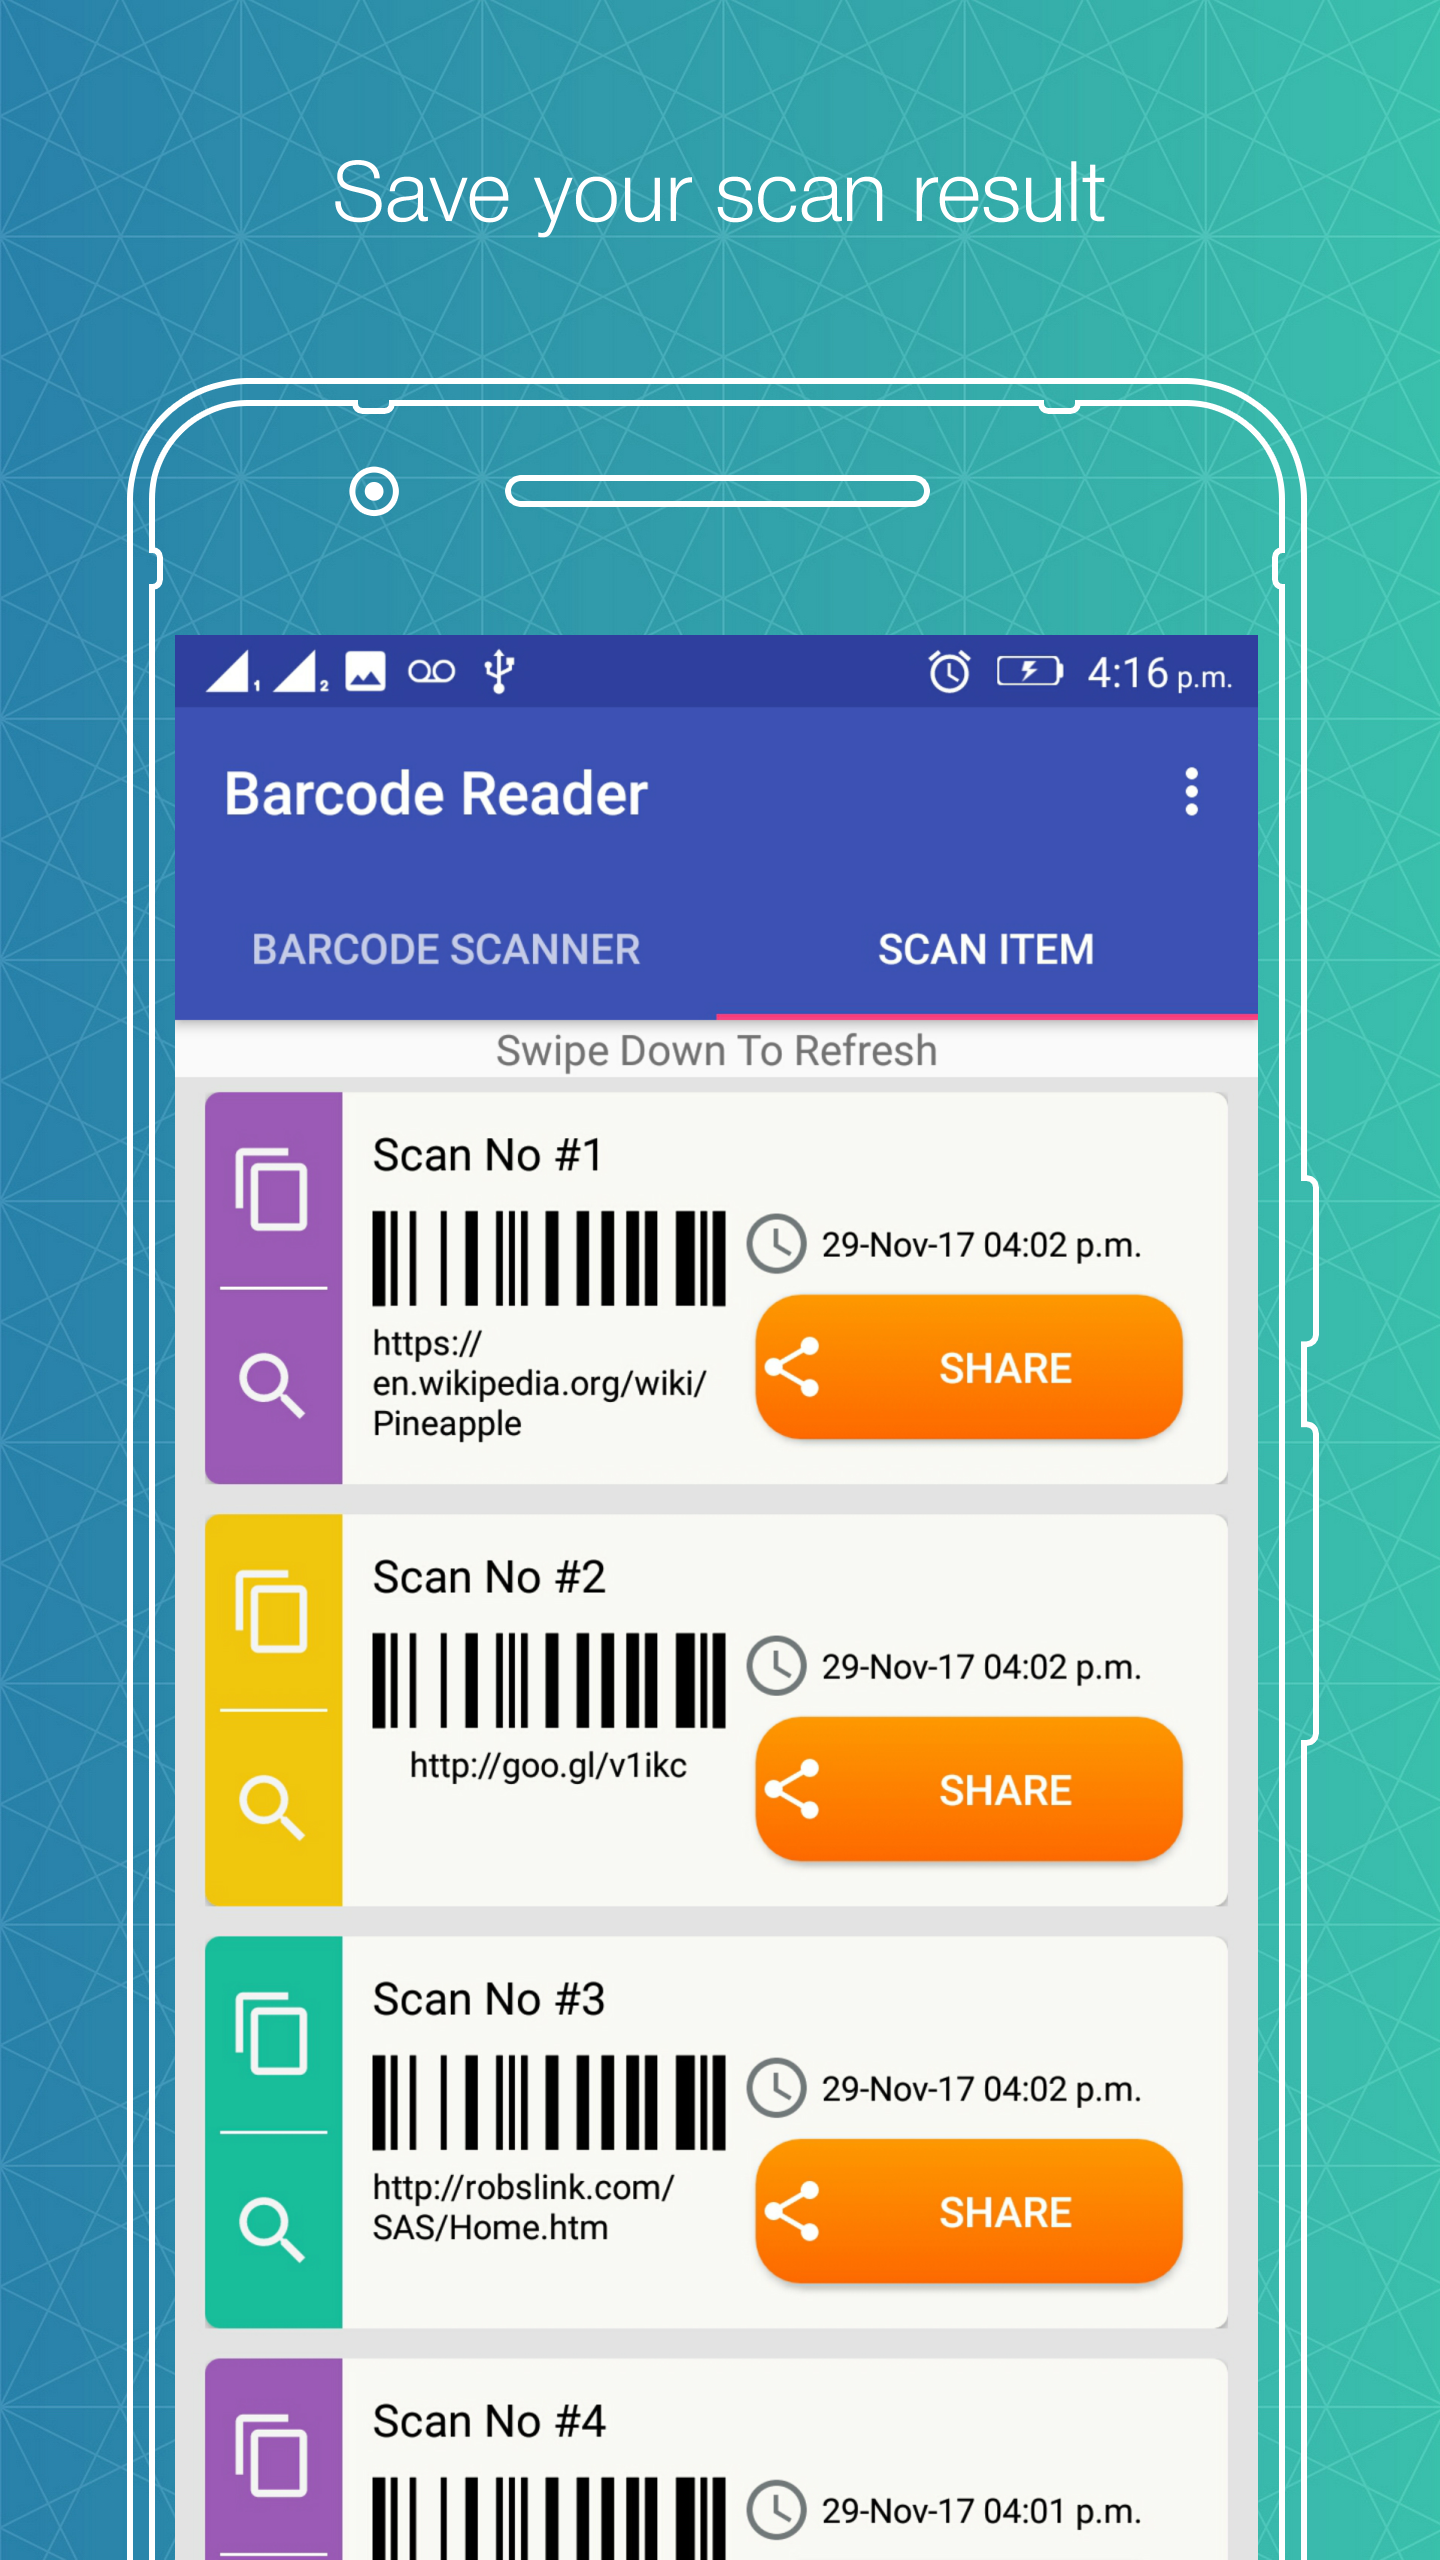 Save your scan result
1 2 4:16 p.m.
Barcode Reader
BARCODE SCANNER SCAN ITEM
Swipe Down To Refresh
Scan No #1
29-Nov-17 04:02 p.m.
https://
en.wikipedia.org/wiki/
Pineapple
SHARE
Scan No #2
29-Nov-17 04:02 p.m.
http://goo.gl/v1ikc
SHARE
Scan No #3
29-Nov-17 04:02 p.m.
http://robslink.com/
SAS/Home.htm
SHARE
Scan No #4
29-Nov-17 04:01 p.m.